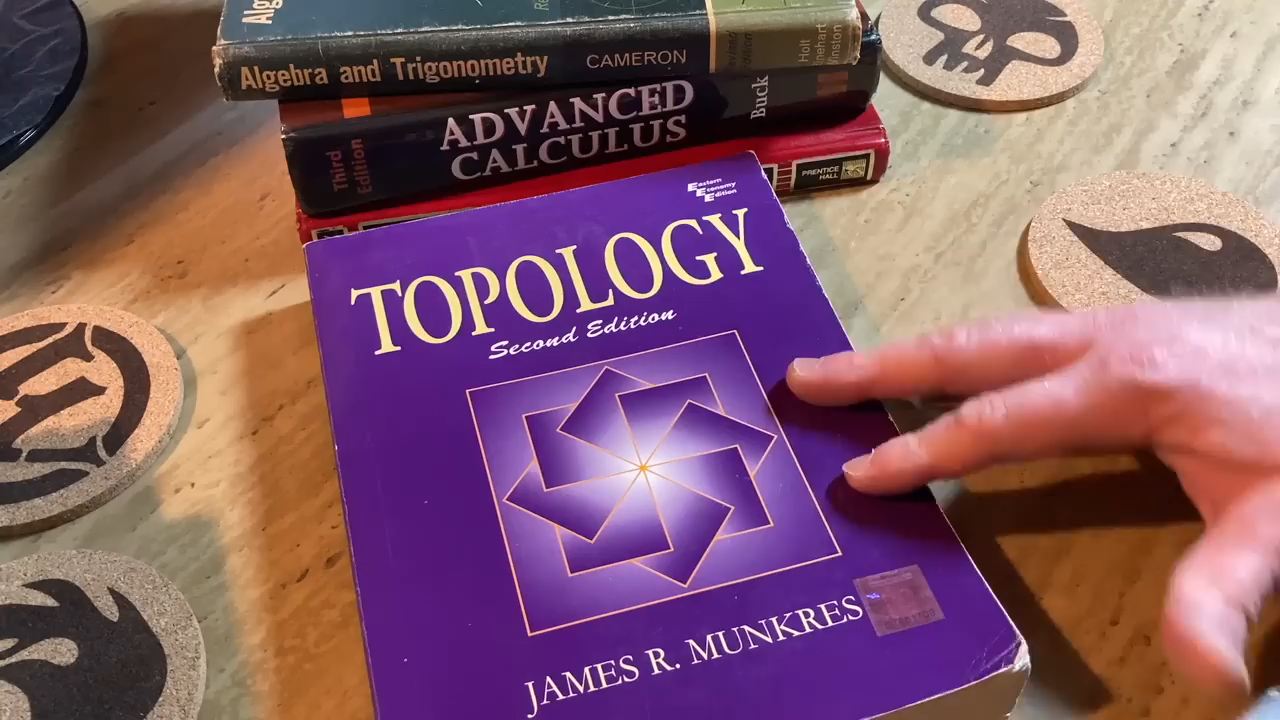 Alg
Algebra and Trigonometry
CAMERON
Holt
Rinehart
Winston
Third
Edition
ADVANCED
CALCULUS
Buck
PRENTICE
HALL
Eastern
Economy
Edition
TOPOLOGY
Second Edition
JAMES R. MUNKRES